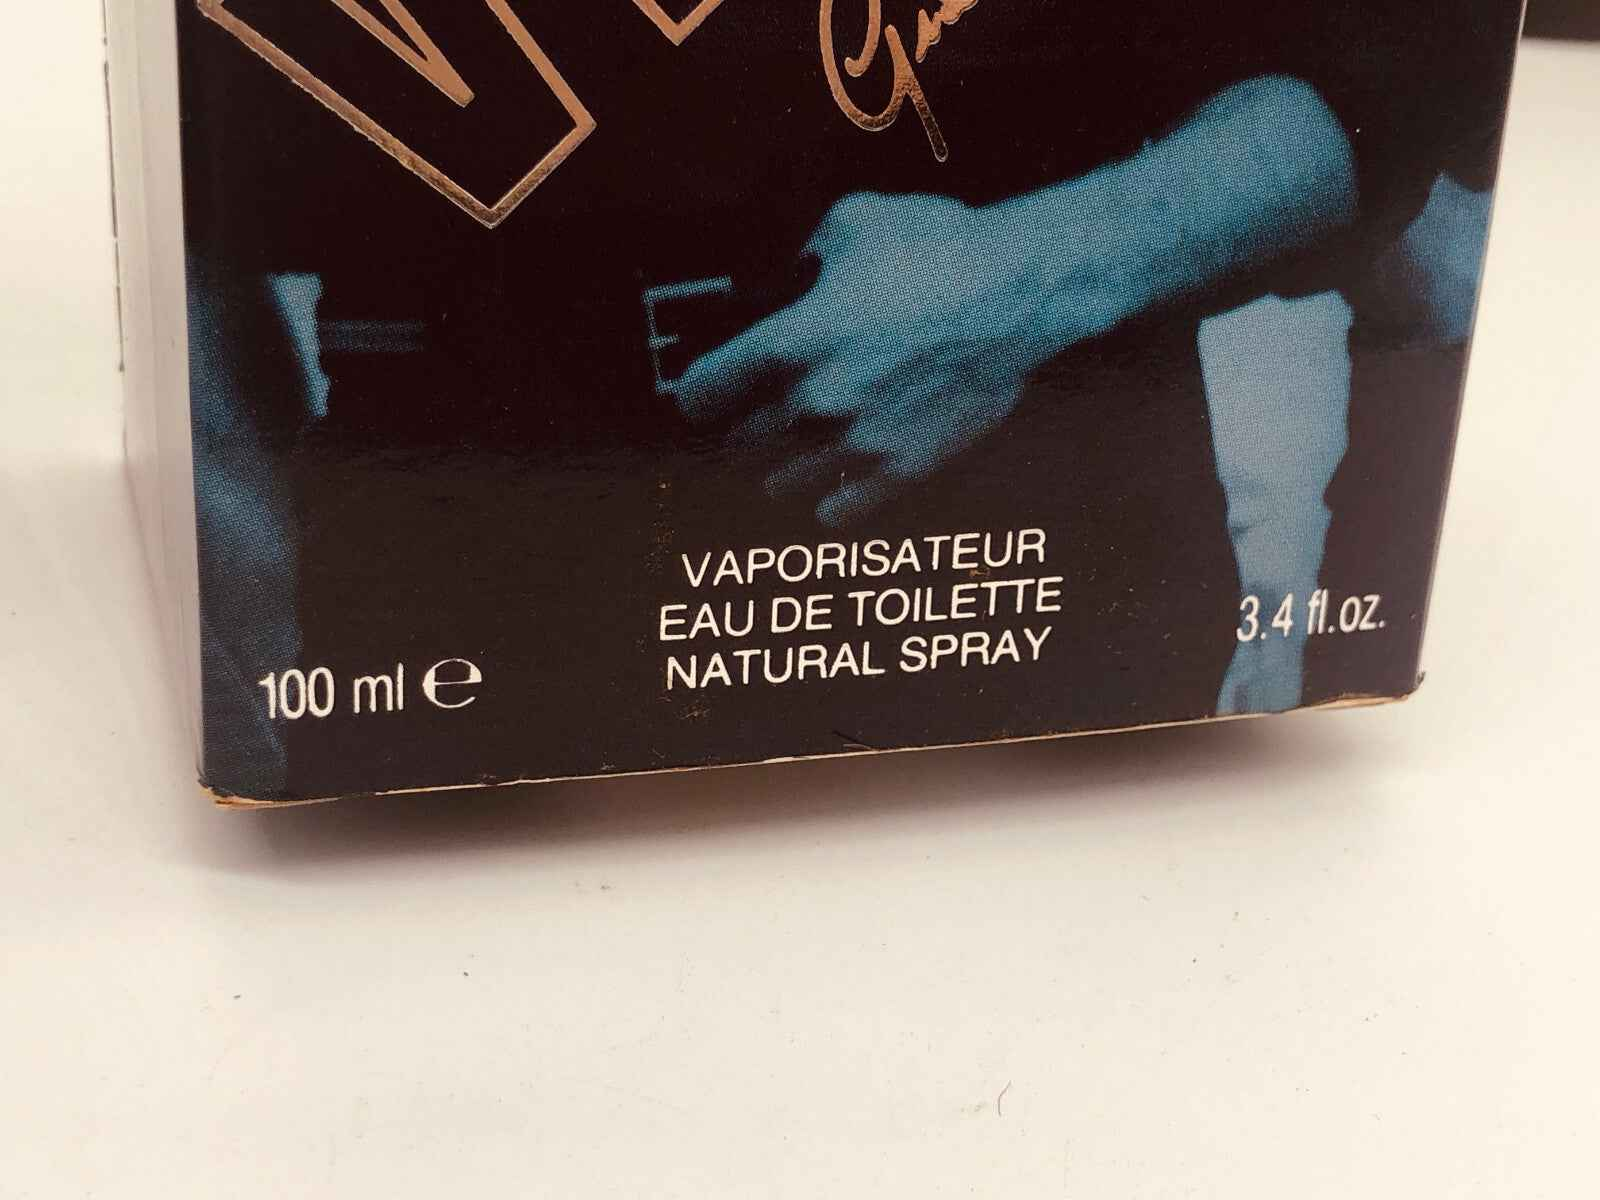 VAPORISATEUR
EAU DE TOILETTE
NATURAL SPRAY
100 ml ℮
3.4 fl.oz.